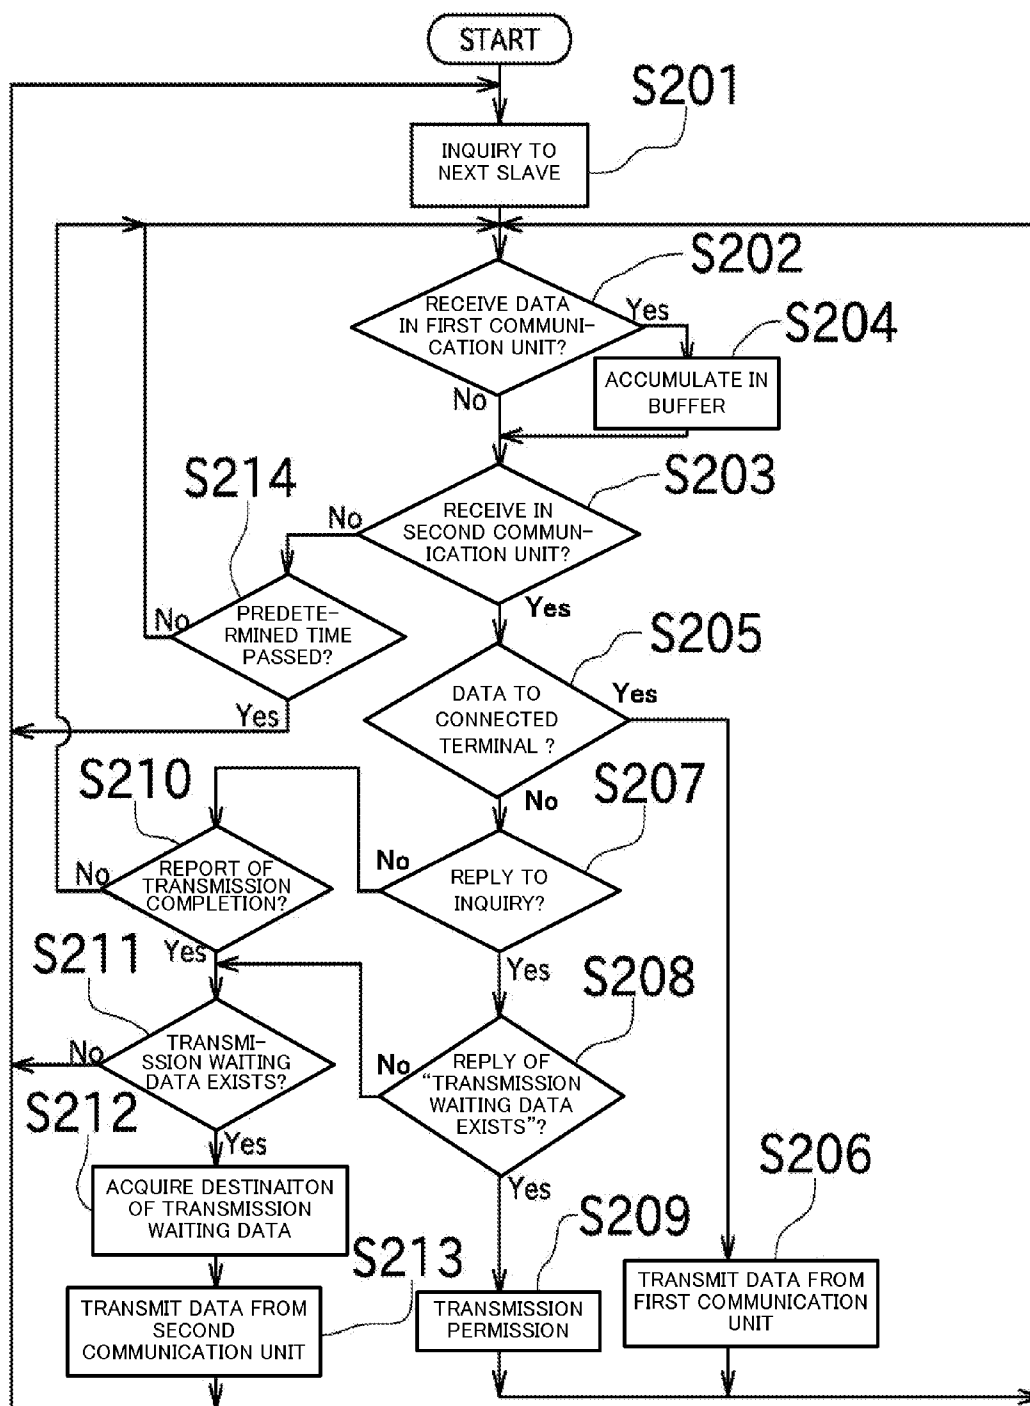 START
S201
INQUIRY TO
NEXT SLAVE
S202
RECEIVE DATA
IN FIRST COMMUNI-
CATION UNIT?
Yes
No
S204
ACCUMULATE IN
BUFFER
S203
RECEIVE IN
SECOND COMMUN-
ICATION UNIT?
No
Yes
S214
PREDETE-
RMINED TIME
PASSED?
No
Yes
S205
DATA TO
CONNECTED
TERMINAL ?
Yes
No
S207
REPLY TO
INQUIRY?
No
Yes
S210
REPORT OF
TRANSMISSION
COMPLETION?
No
Yes
S211
TRANSMI-
SSION WAITING
DATA EXISTS?
No
Yes
S208
REPLY OF
“TRANSMISSION
WAITING DATA
EXISTS”?
No
Yes
S212
ACQUIRE DESTINAITON
OF TRANSMISSION
WAITING DATA
S213
TRANSMIT DATA FROM
SECOND
COMMUNICATION UNIT
S209
TRANSMISSION
PERMISSION
S206
TRANSMIT DATA FROM
FIRST COMMUNICATION
UNIT